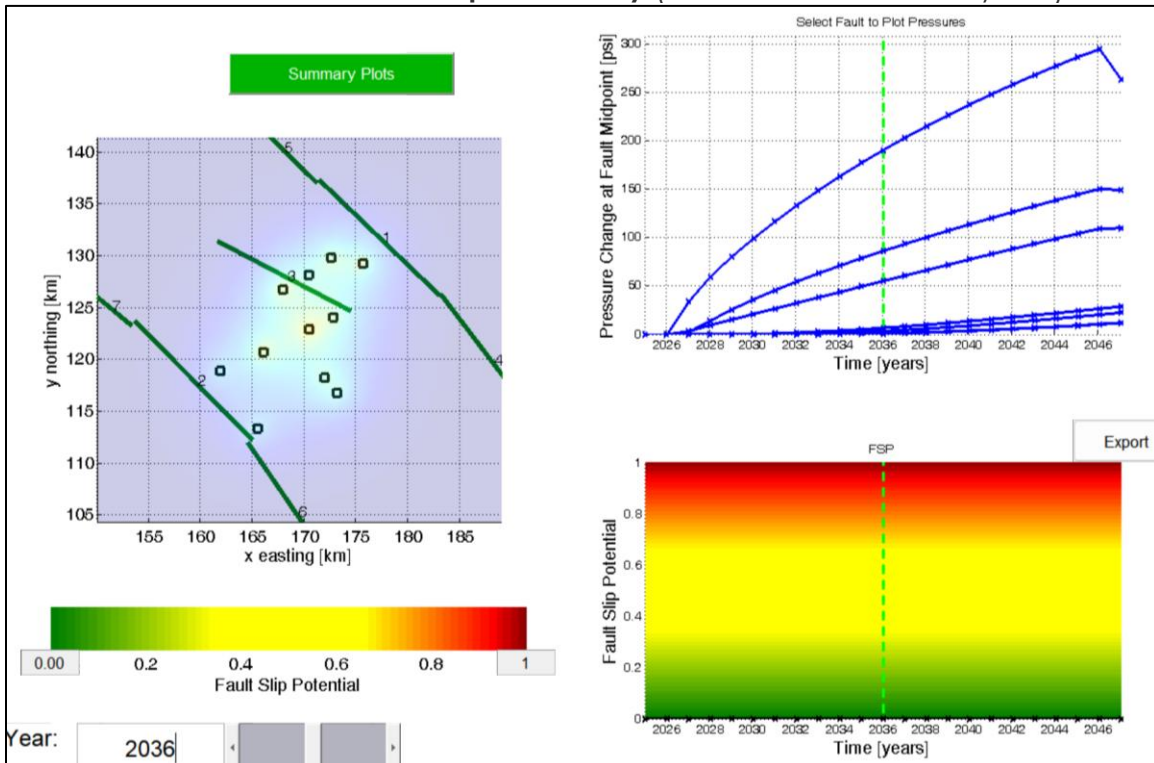 Summary Plots
140
135
130
125
120
115
110
105
y northing [km]
5
1
3
7
4
2
6
155 160 165 170 175 180 185
x easting [km]
0.00 0.2 0.4 0.6 0.8 1
Fault Slip Potential
Year: 2036
Select Fault to Plot Pressures
300
250
200
150
100
50
0
Pressure Change at Fault Midpoint [psi]
2026 2028 2030 2032 2034 2036 2038 2040 2042 2044 2046
Time [years]
Export
FSP
1
0.8
0.6
0.4
0.2
0
Fault Slip Potential
2026 2028 2030 2032 2034 2036 2038 2040 2042 2044 2046
Time [years]